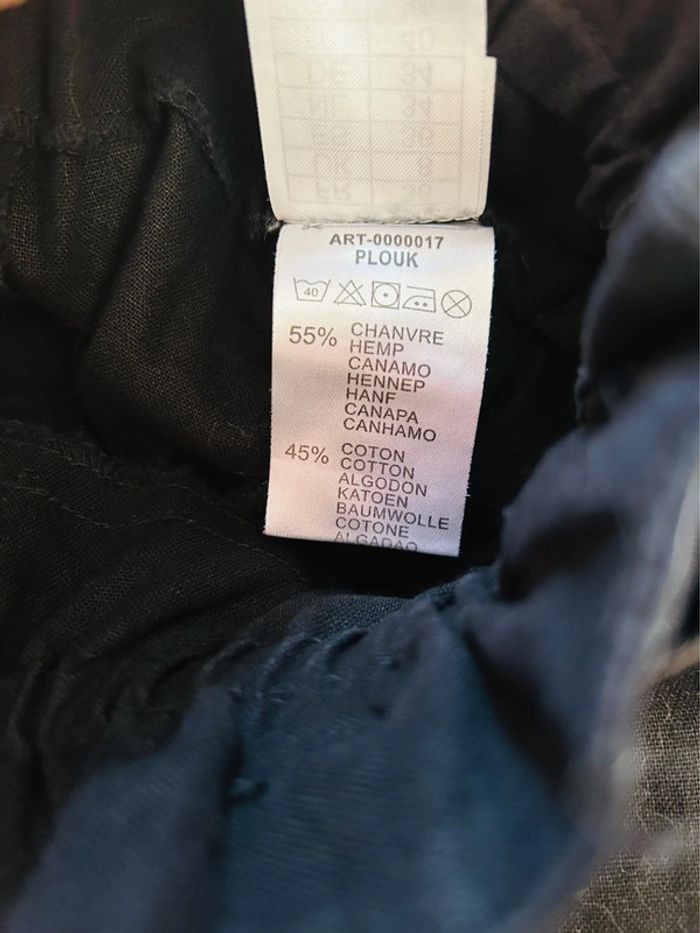 ART-0000017
PLOUK
40
55% CHANVRE
HEMP
CANAMO
HENNEP
HANF
CANAPA
CANHAMO
45% COTON
COTTON
ALGODON
KATOEN
BAUMWOLLE
COTONE
ALGADAO